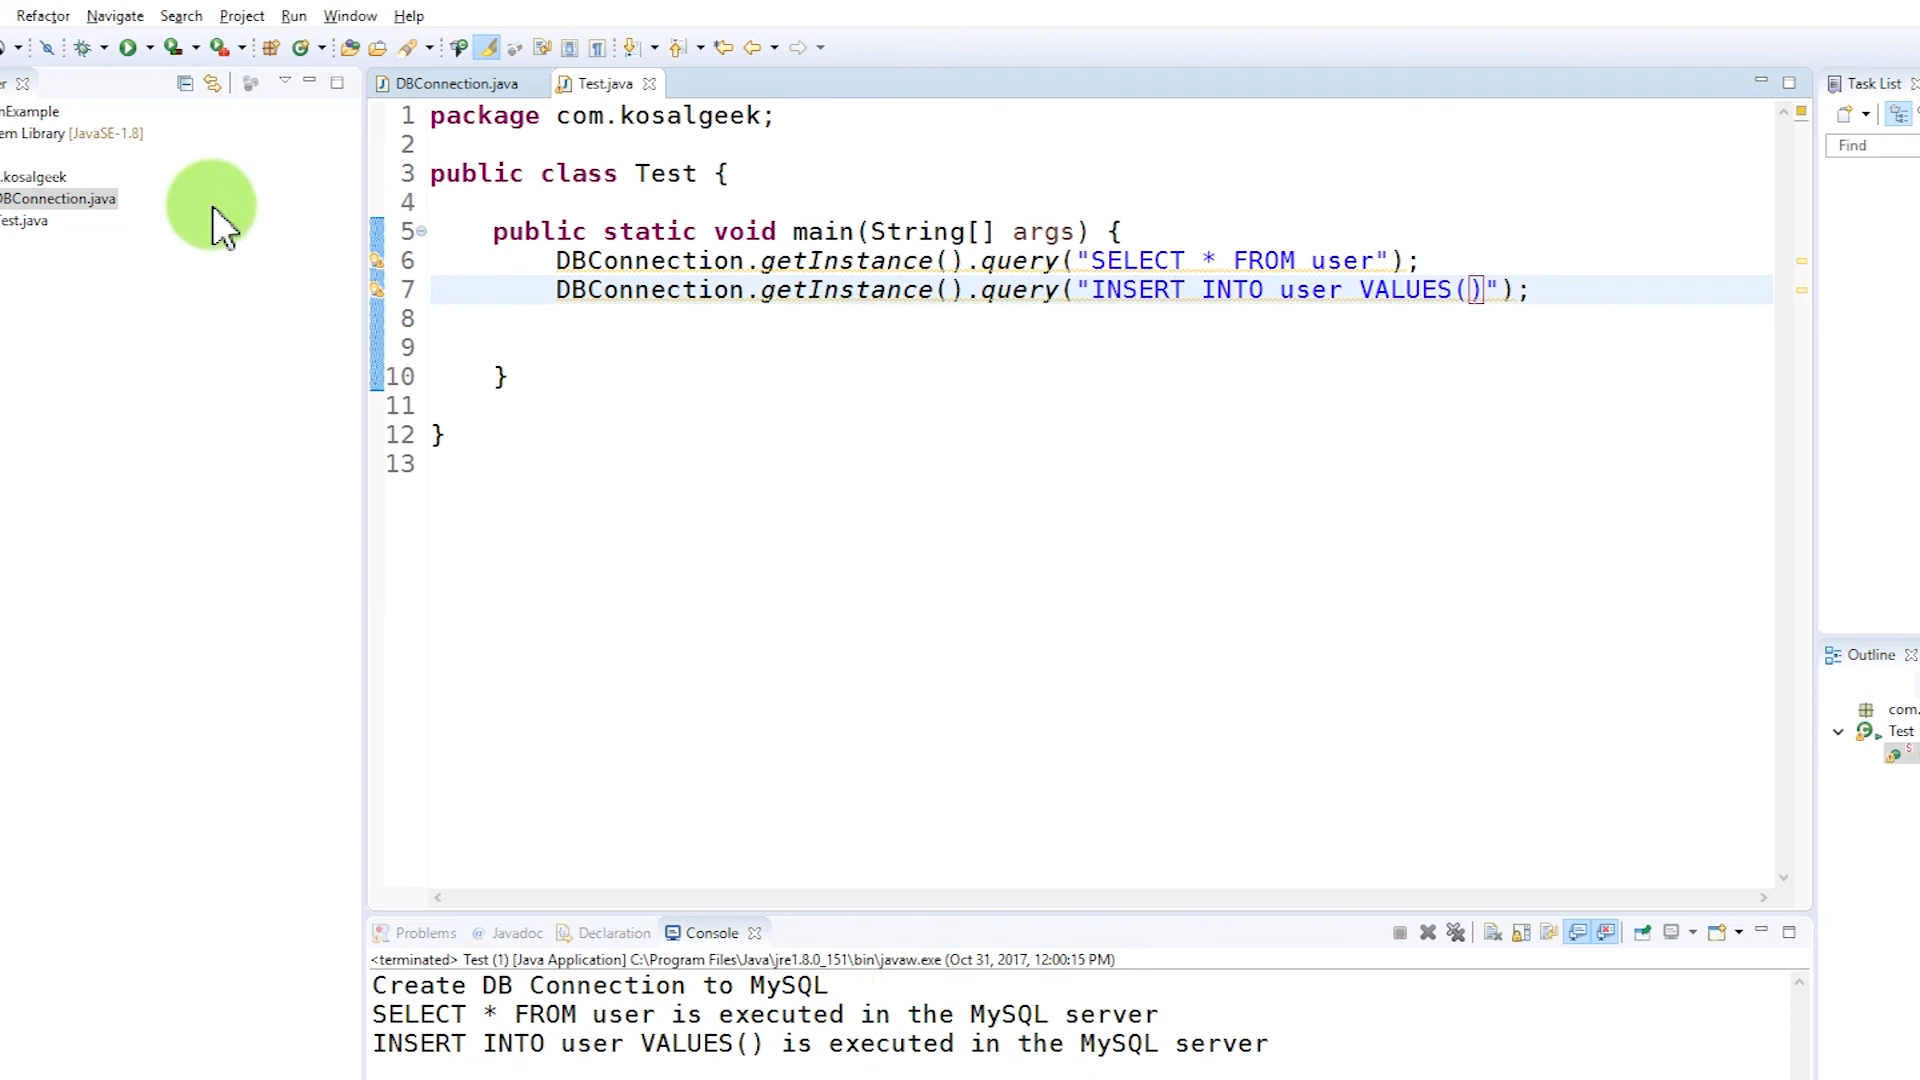 Refactor Navigate Search Project Run Window Help
er
nExample
em Library [JavaSE-1.8]
.kosalgeek
DBConnection.java
Test.java
DBConnection.java Test.java
1 package com.kosalgeek;
2
3 public class Test {
4
5 public static void main(String[] args) {
6 DBConnection.getInstance().query("SELECT * FROM user");
7 DBConnection.getInstance().query("INSERT INTO user VALUES()");
8
9
10 }
11
12 }
13
Task List
Find
Outline
com.
Test
S
Problems @ Javadoc Declaration Console
<terminated> Test (1) [Java Application] C:\Program Files\Java\jre1.8.0_151\bin\javaw.exe (Oct 31, 2017, 12:00:15 PM)
Create DB Connection to MySQL
SELECT * FROM user is executed in the MySQL server
INSERT INTO user VALUES() is executed in the MySQL server